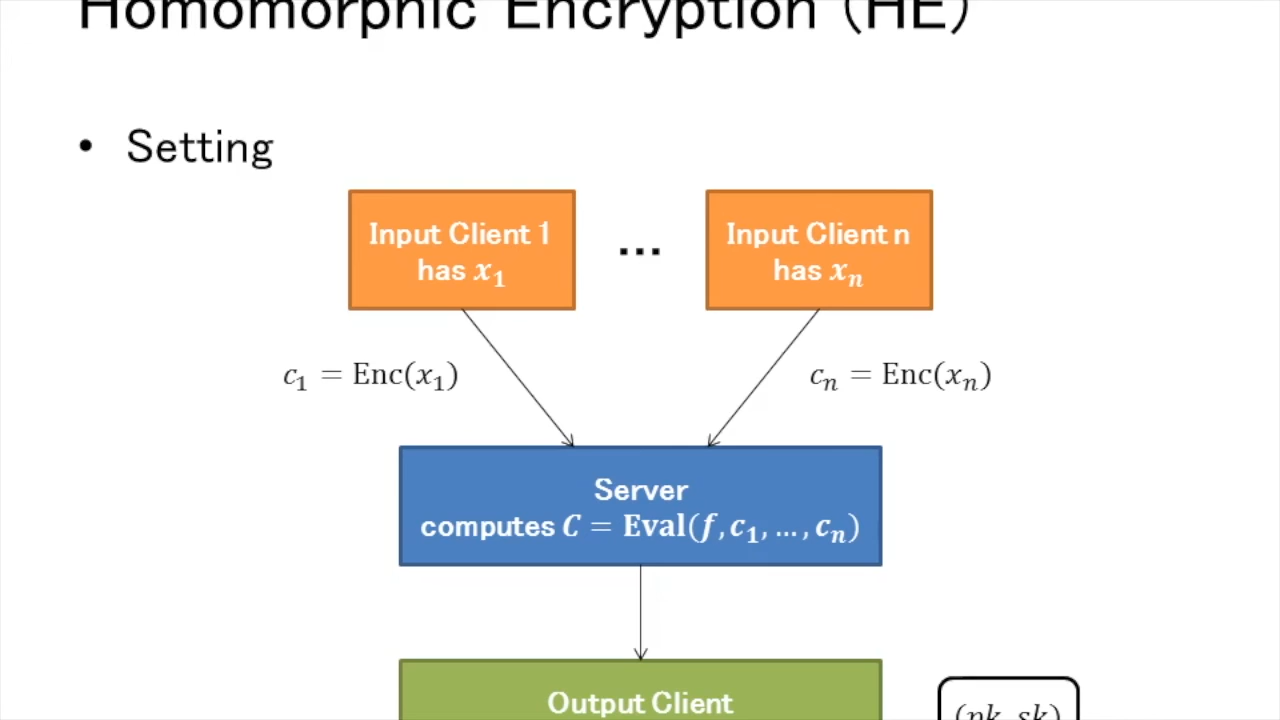 Homomorphic Encryption (HE)
• Setting
Input Client 1
has x₁
...
Input Client n
has xₙ
c₁ = Enc(x₁)
cₙ = Enc(xₙ)
Server
computes C = Eval(f, c₁, ..., cₙ)
Output Client
(pk, sk)